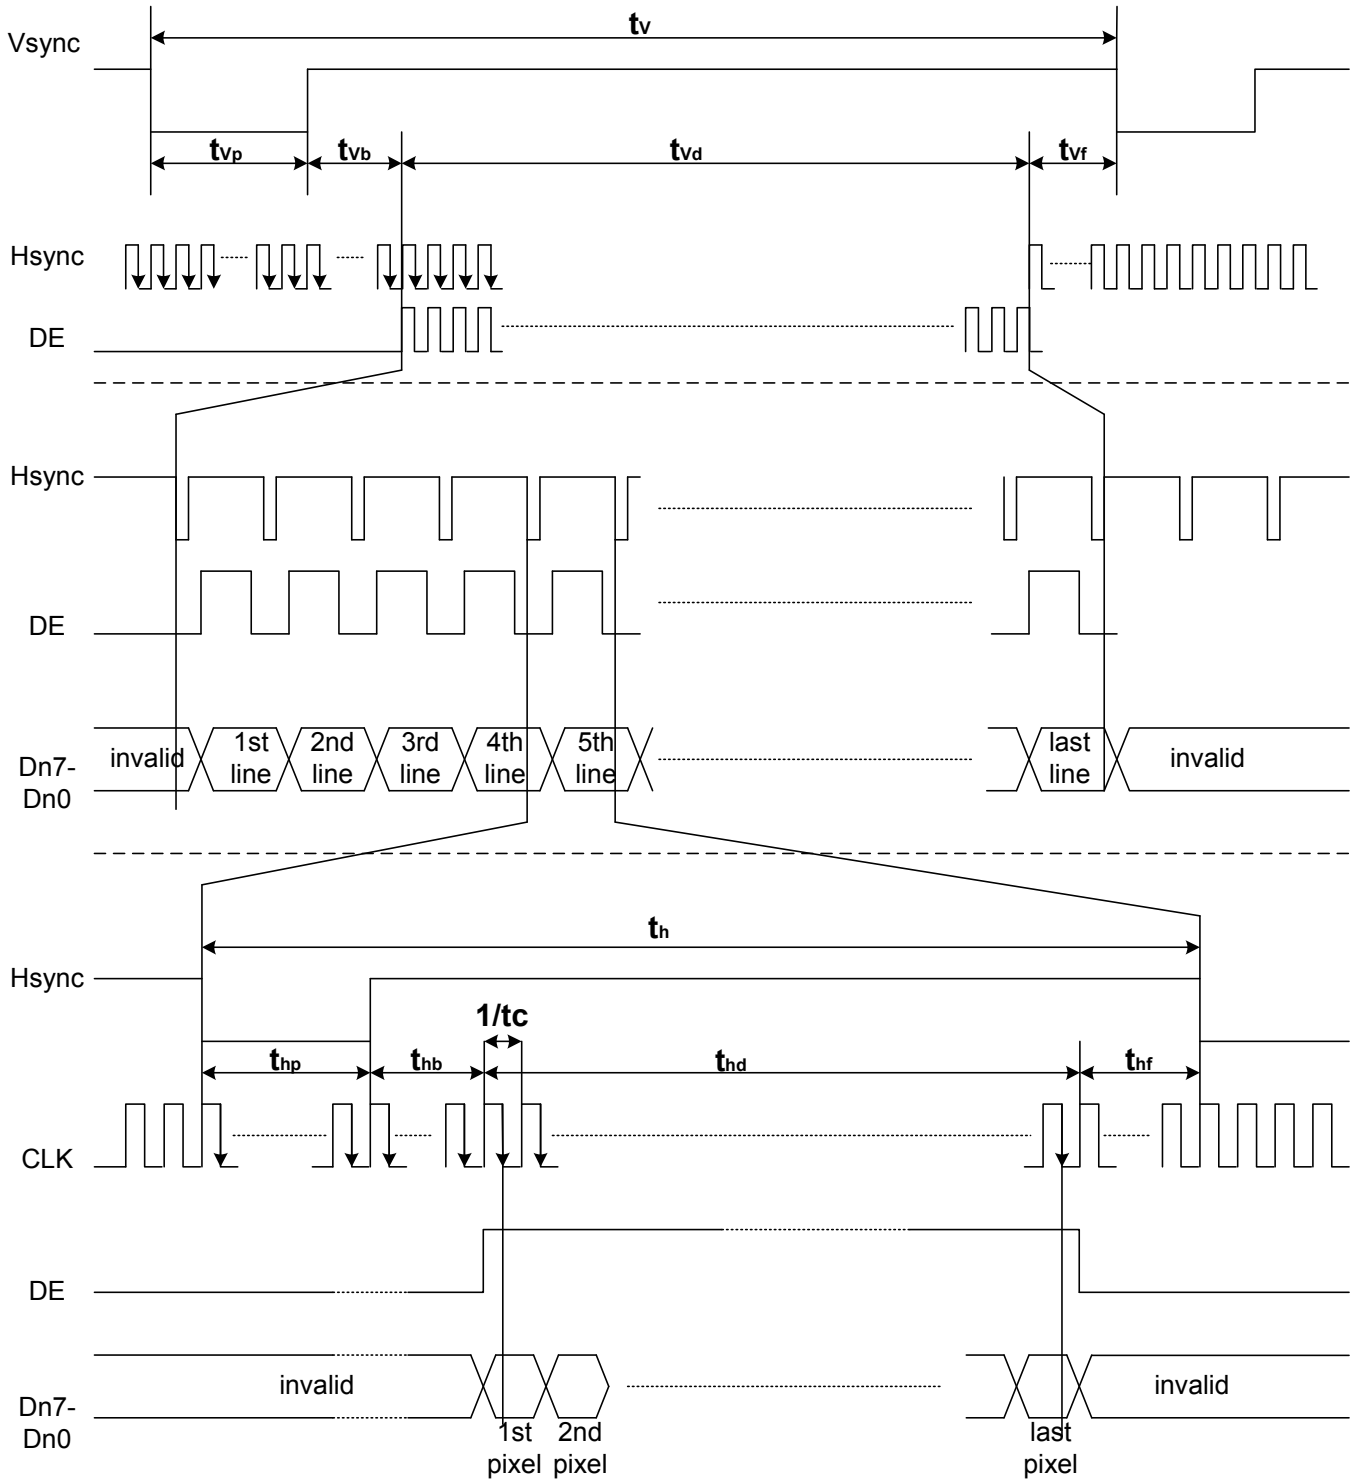 tv
Vsync
tvp
tvb
tvd
tvf
Hsync
DE
Hsync
DE
Dn7-
Dn0
invalid
1st
line
2nd
line
3rd
line
4th
line
5th
line
last
line
invalid
th
Hsync
1/tc
thp
thb
thd
thf
CLK
DE
Dn7-
Dn0
invalid
1st
pixel
2nd
pixel
last
pixel
invalid